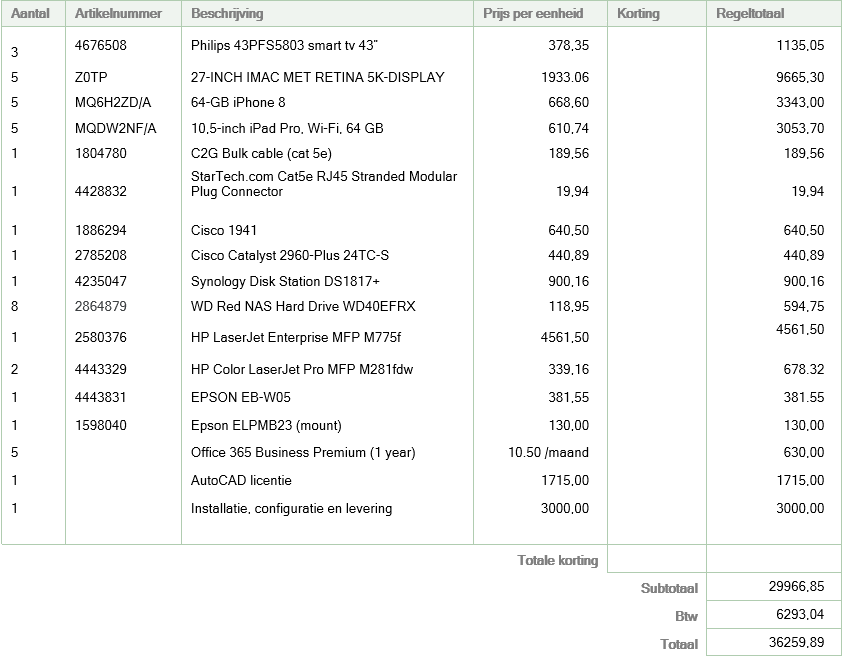 Aantal Artikelnummer Beschrijving Prijs per eenheid Korting Regeltotaal
3 4676508 Philips 43PFS5803 smart tv 43" 378,35 1135,05
5 Z0TP 27-INCH IMAC MET RETINA 5K-DISPLAY 1933.06 9665,30
5 MQ6H2ZD/A 64-GB iPhone 8 668,60 3343,00
5 MQDW2NF/A 10,5-inch iPad Pro, Wi-Fi, 64 GB 610,74 3053,70
1 1804780 C2G Bulk cable (cat 5e) 189,56 189,56
StarTech.com Cat5e RJ45 Stranded Modular
1 4428832 Plug Connector 19,94 19,94
1 1886294 Cisco 1941 640,50 640,50
1 2785208 Cisco Catalyst 2960-Plus 24TC-S 440,89 440,89
1 4235047 Synology Disk Station DS1817+ 900,16 900,16
8 2864879 WD Red NAS Hard Drive WD40EFRX 118,95 594,75
1 2580376 HP LaserJet Enterprise MFP M775f 4561,50 4561,50
2 4443329 HP Color LaserJet Pro MFP M281fdw 339,16 678.32
1 4443831 EPSON EB-W05 381,55 381.55
1 1598040 Epson ELPMB23 (mount) 130,00 130,00
5 Office 365 Business Premium (1 year) 10.50 /maand 630,00
1 AutoCAD licentie 1715,00 1715,00
1 Installatie, configuratie en levering 3000,00 3000,00
Totale korting
Subtotaal 29966,85
Btw 6293,04
Totaal 36259,89